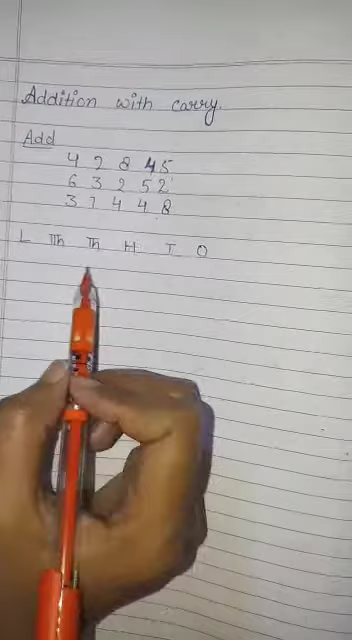 Addition with carry.
Add
4 2 8 4 5
6 3 2 5 2
3 7 4 4 8
L TTh Th H T O